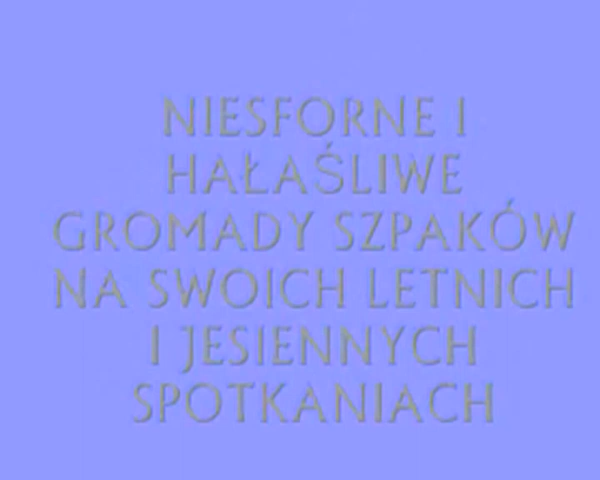 NIESFORNE I
HAŁAŚLIWE
GROMADY SZPAKÓW
NA SWOICH LETNICH
I JESIENNYCH
SPOTKANIACH